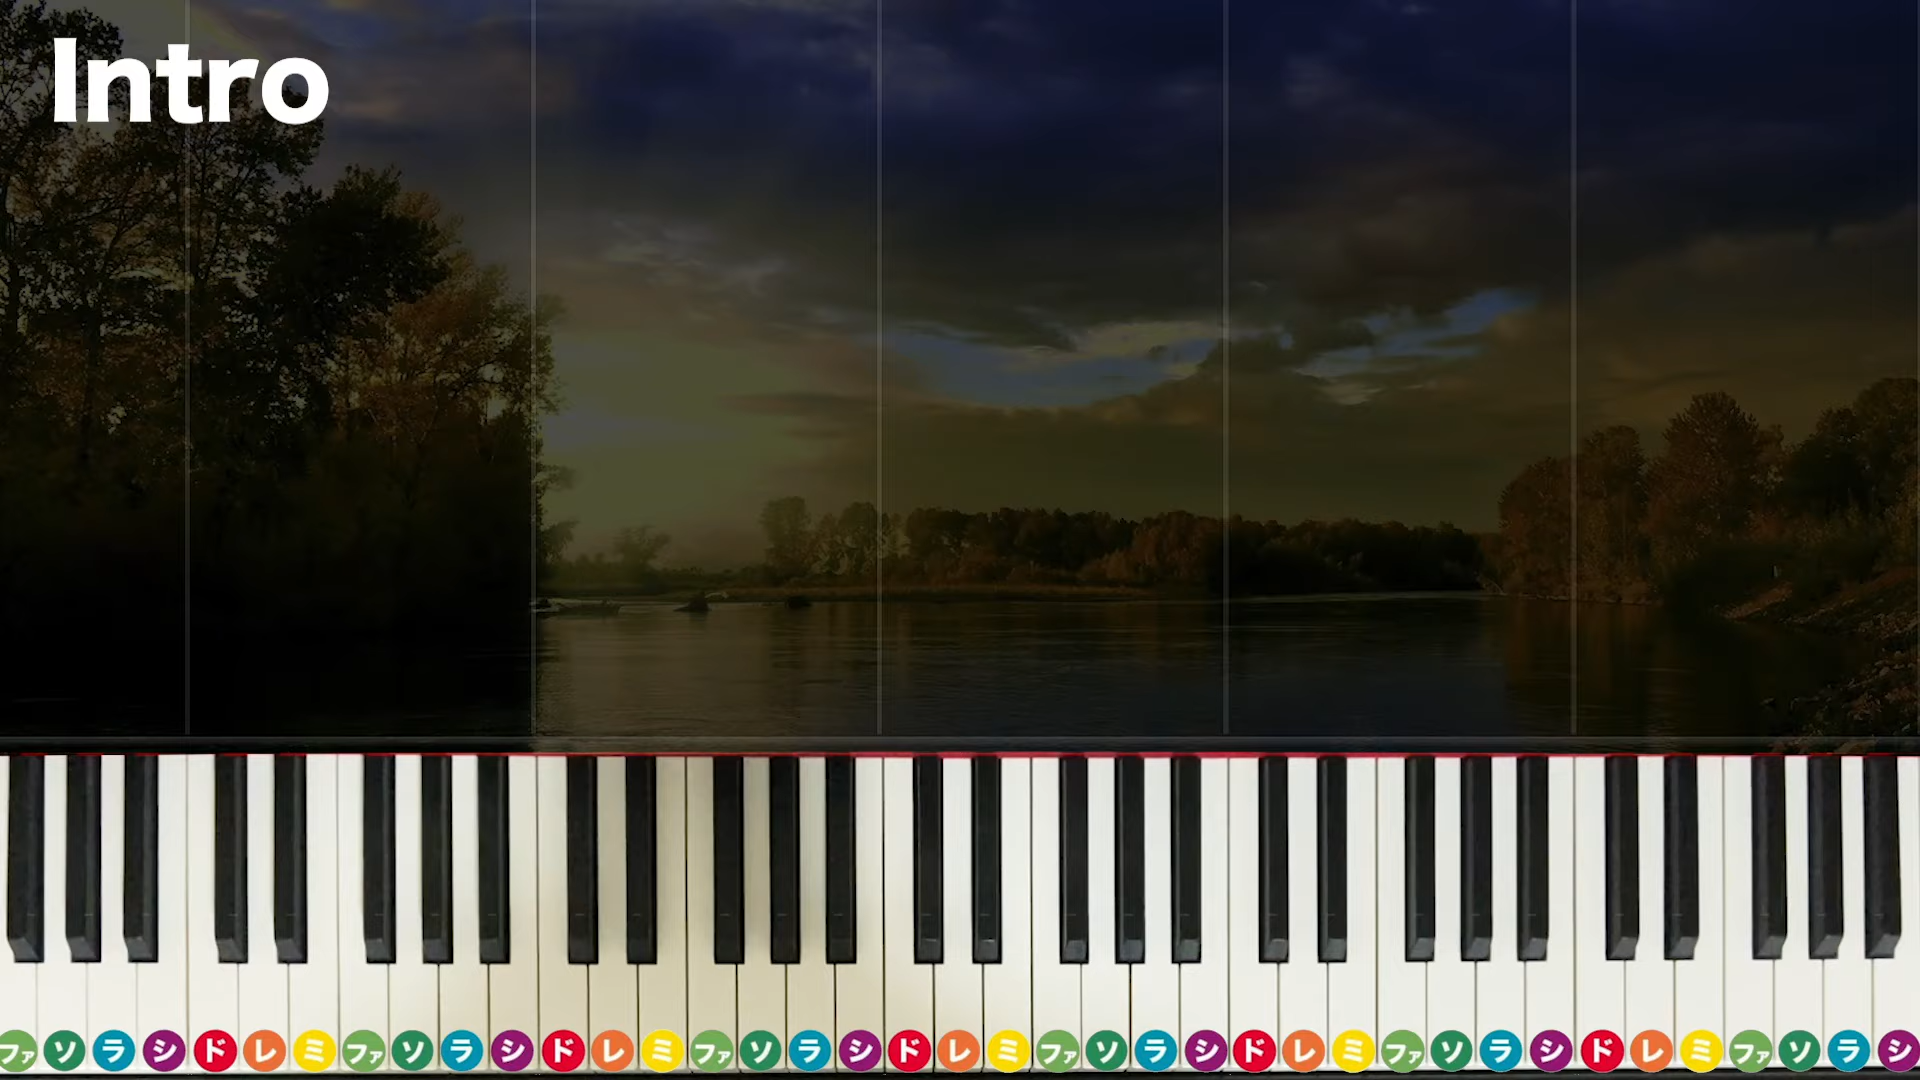 Intro
ファ ソ ラ シ ド レ ミ ファ ソ ラ シ ド レ ミ ファ ソ ラ シ ド レ ミ ファ ソ ラ シ ド レ ミ ファ ソ ラ シ ド レ ミ ファ ソ ラ シ